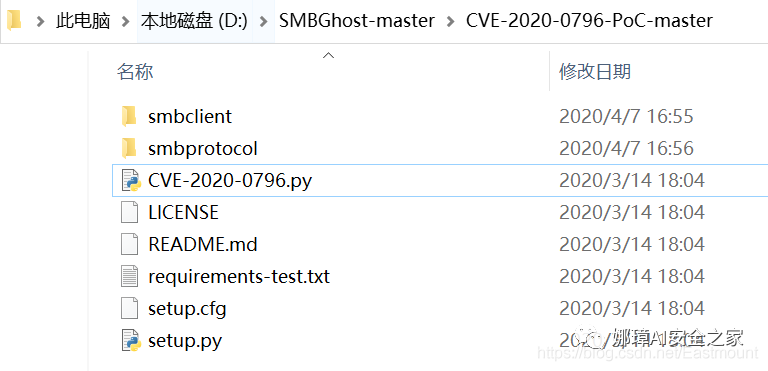 此电脑 > 本地磁盘 (D:) > SMBGhost-master > CVE-2020-0796-PoC-master
名称 修改日期
smbclient 2020/4/7 16:55
smbprotocol 2020/4/7 16:56
CVE-2020-0796.py 2020/3/14 18:04
LICENSE 2020/3/14 18:04
README.md 2020/3/14 18:04
requirements-test.txt 2020/3/14 18:04
setup.cfg 2020/3/14 18:04
setup.py
娜璋AI安全之家
https://blog.csdn.net/Eastmount